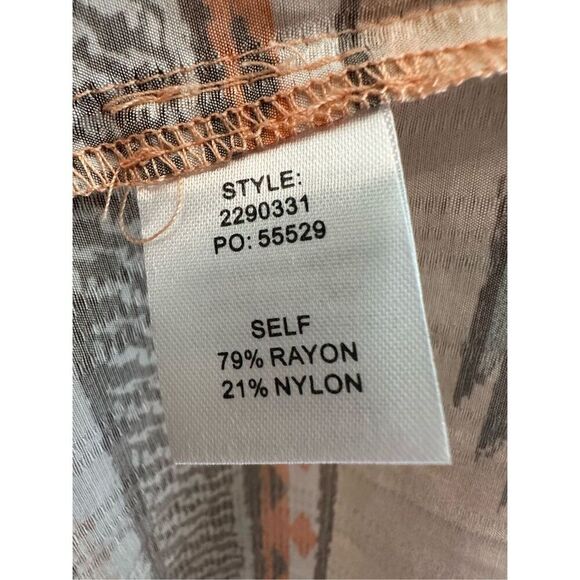 STYLE:
2290331
PO: 55529
SELF
79% RAYON
21% NYLON